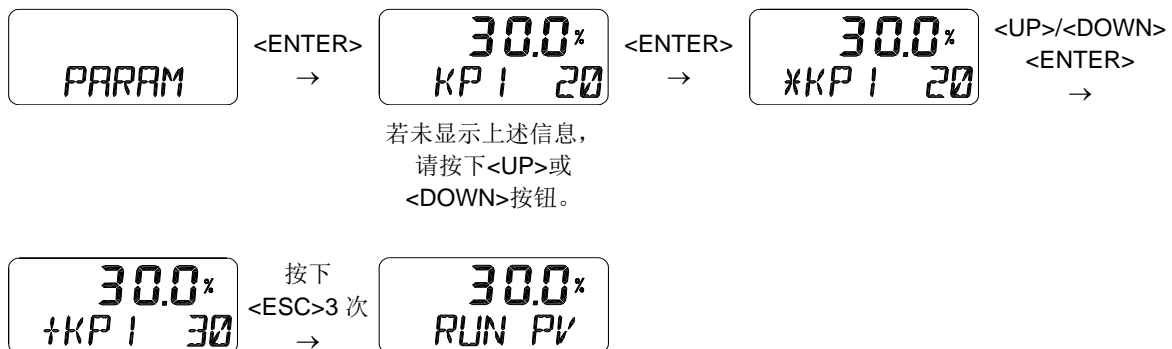 30.0% 30.0% <UP>/<DOWN>
PARAM <ENTER> → KP1 20 <ENTER> → *KP1 20 <ENTER> →
若未显示上述信息，
请按下<UP>或
<DOWN>按钮。
30.0% 按下 30.0%
+KP1 30 <ESC>3 次 → RUN PV